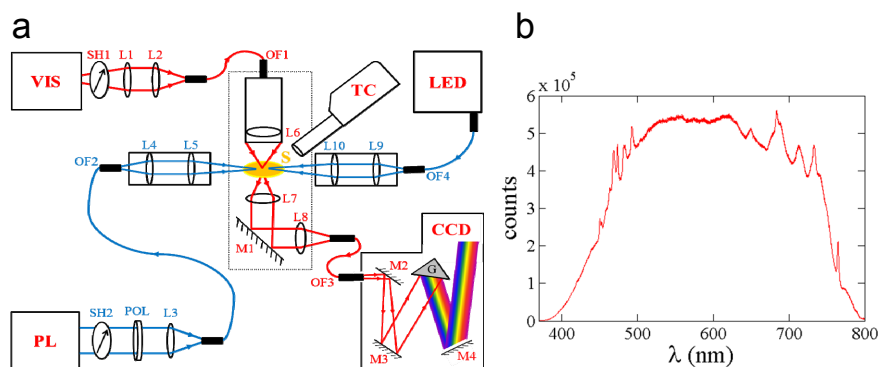 a
VIS
SH1
L1
L2
OF1
L6
TC
LED
OF2
L4
L5
S
L10
L9
OF4
L7
M1
L8
OF3
CCD
M2
G
M3
M4
PL
SH2
POL
L3
b
6 x 10^5
5
4
3
2
1
0
counts
400 500 600 700 800
λ (nm)